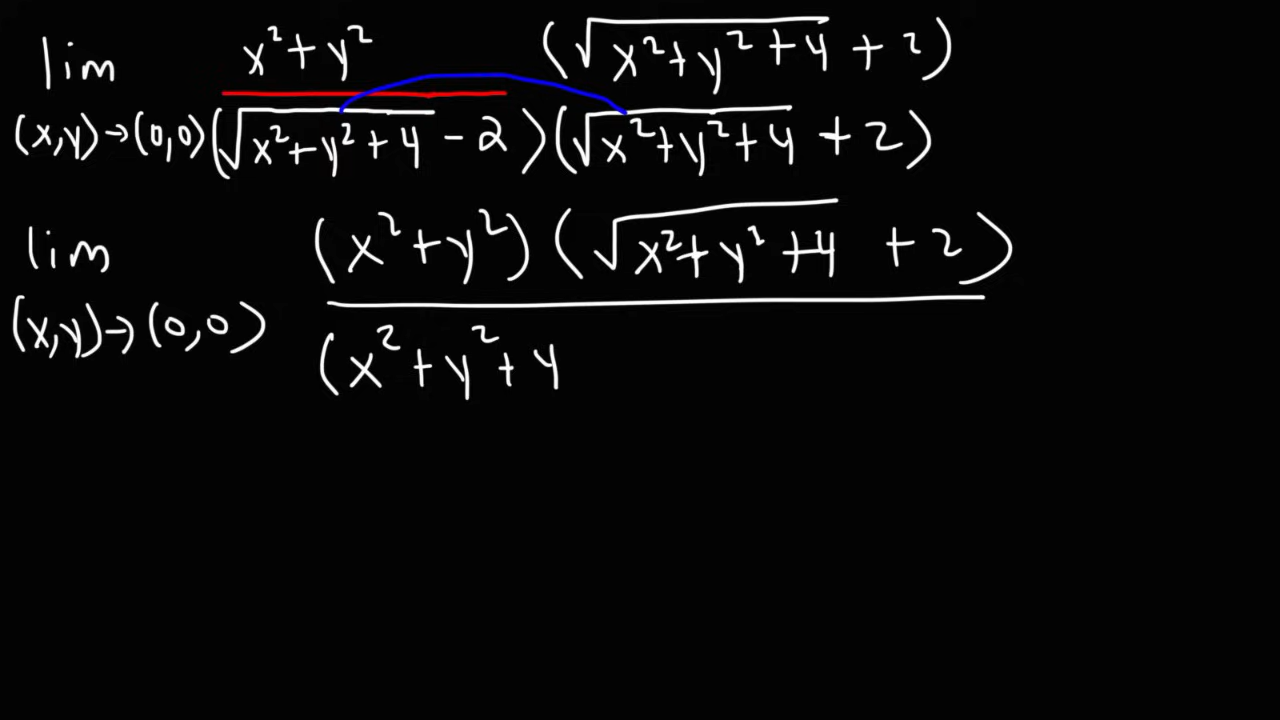 lim x²+y² (√x²+y²+4 + 2)
(x,y)→(0,0) (√x²+y²+4 - 2)(√x²+y²+4 + 2)
lim (x²+y²)(√x²+y²+4 + 2)
(x,y)→(0,0) (x²+y²+4